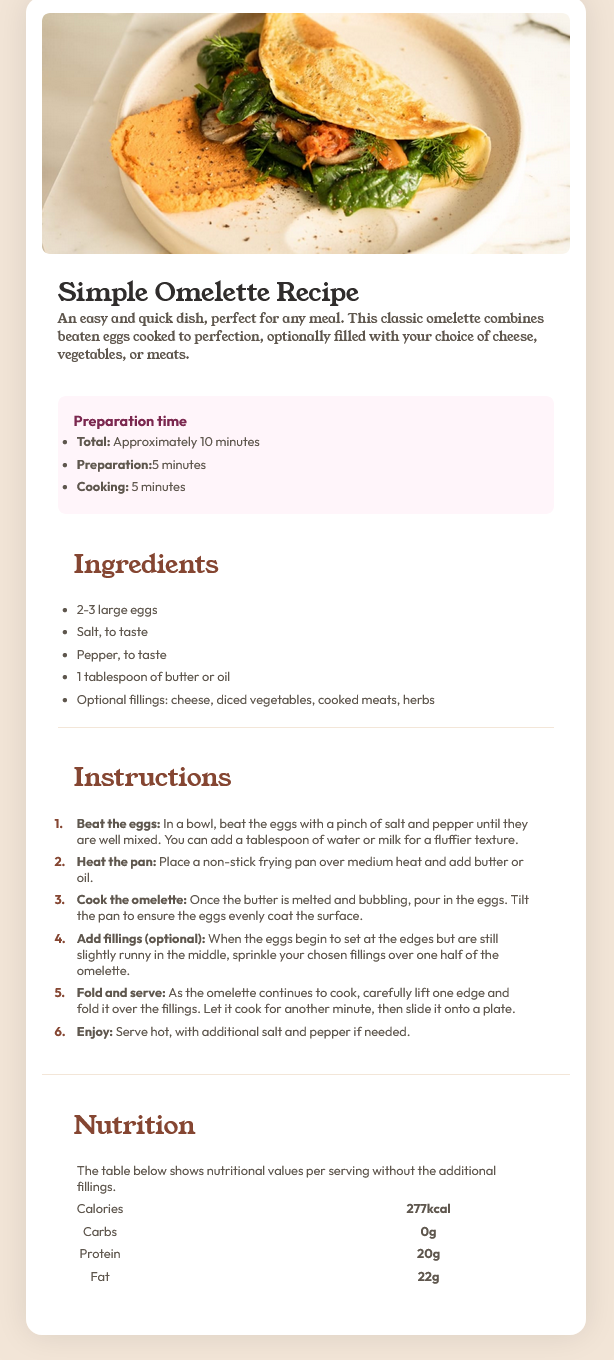 Simple Omelette Recipe
An easy and quick dish, perfect for any meal. This classic omelette combines
beaten eggs cooked to perfection, optionally filled with your choice of cheese,
vegetables, or meats.
Preparation time
• Total: Approximately 10 minutes
• Preparation:5 minutes
• Cooking: 5 minutes
Ingredients
• 2-3 large eggs
• Salt, to taste
• Pepper, to taste
• 1 tablespoon of butter or oil
• Optional fillings: cheese, diced vegetables, cooked meats, herbs
Instructions
1. Beat the eggs: In a bowl, beat the eggs with a pinch of salt and pepper until they
are well mixed. You can add a tablespoon of water or milk for a fluffier texture.
2. Heat the pan: Place a non-stick frying pan over medium heat and add butter or
oil.
3. Cook the omelette: Once the butter is melted and bubbling, pour in the eggs. Tilt
the pan to ensure the eggs evenly coat the surface.
4. Add fillings (optional): When the eggs begin to set at the edges but are still
slightly runny in the middle, sprinkle your chosen fillings over one half of the
omelette.
5. Fold and serve: As the omelette continues to cook, carefully lift one edge and
fold it over the fillings. Let it cook for another minute, then slide it onto a plate.
6. Enjoy: Serve hot, with additional salt and pepper if needed.
Nutrition
The table below shows nutritional values per serving without the additional
fillings.
Calories 277kcal
Carbs 0g
Protein 20g
Fat 22g